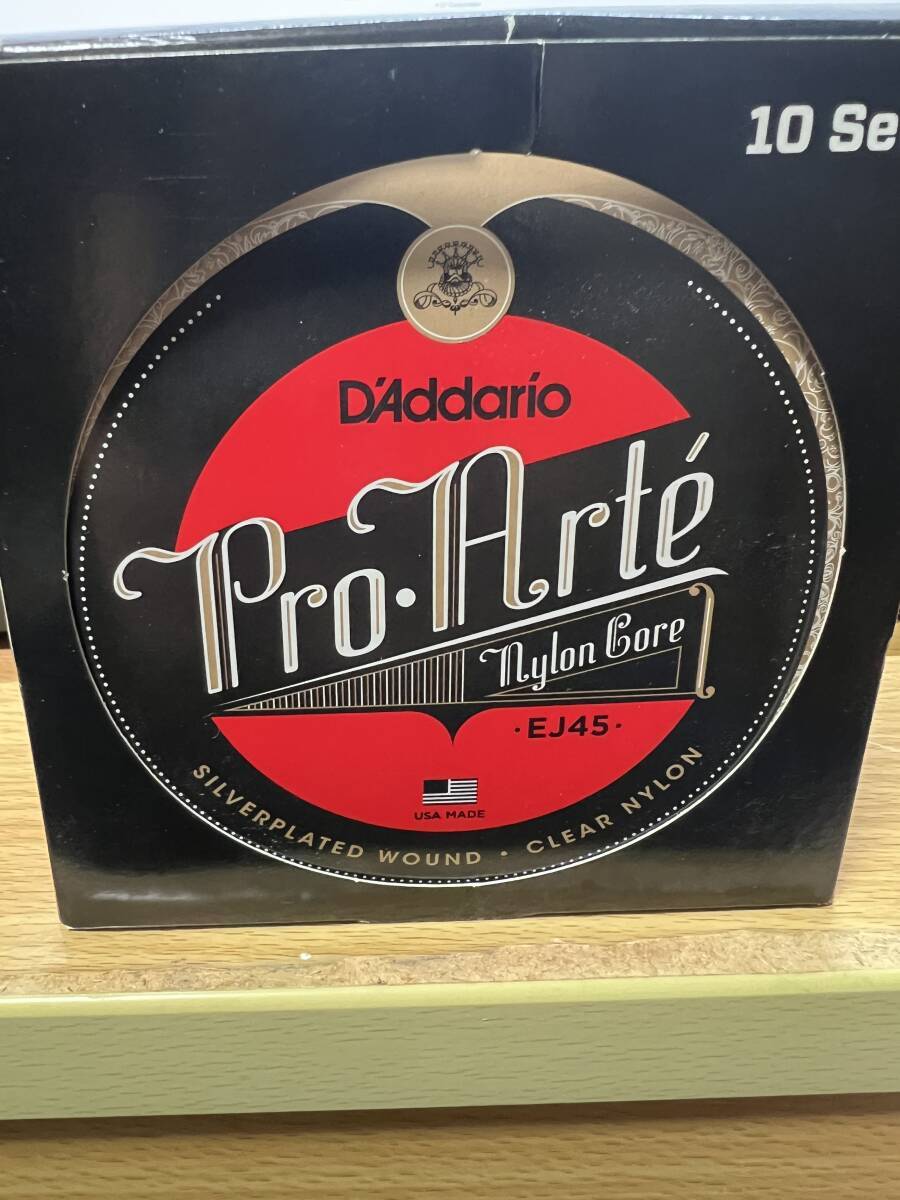 10 Se
D'Addario
Pro·Arté
Nylon Core
·EJ45·
USA MADE
SILVERPLATED WOUND · CLEAR NYLON